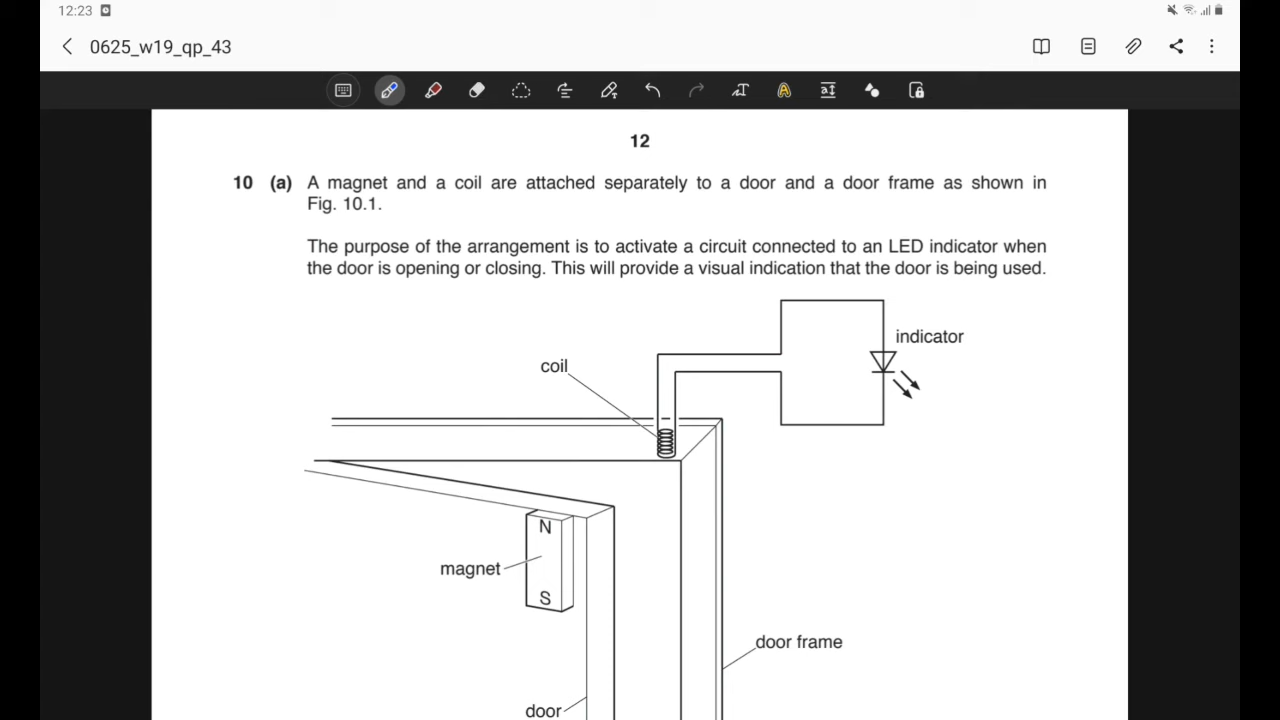 12:23
0625_w19_qp_43
12
10 (a) A magnet and a coil are attached separately to a door and a door frame as shown in
Fig. 10.1.
The purpose of the arrangement is to activate a circuit connected to an LED indicator when
the door is opening or closing. This will provide a visual indication that the door is being used.
indicator
coil
N
magnet
S
door frame
door